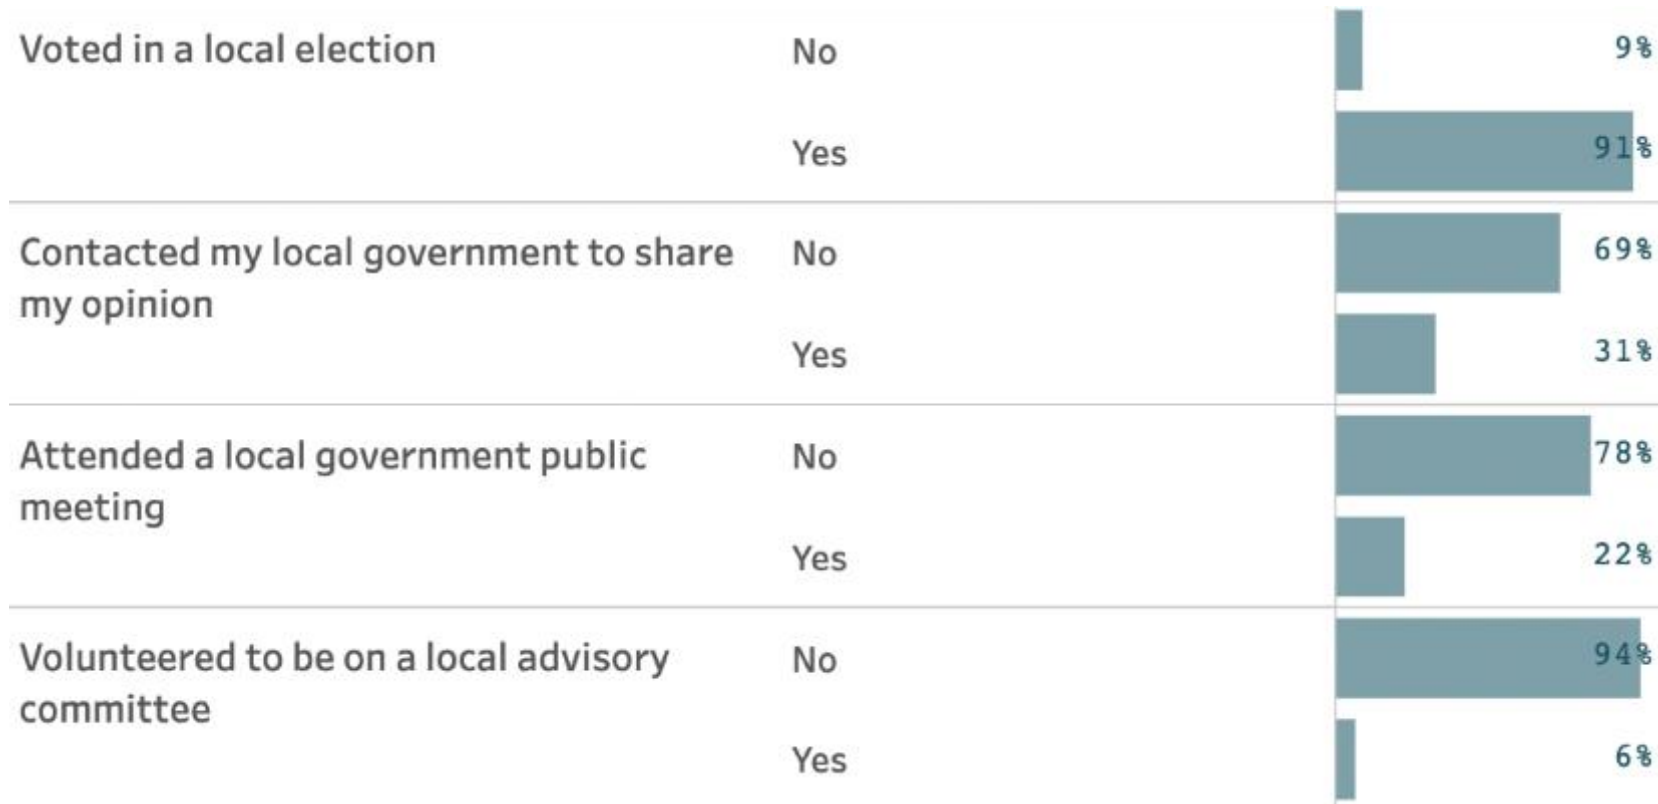 Voted in a local election No 9%
Yes 91%
Contacted my local government to share No 69%
my opinion
Yes 31%
Attended a local government public No 78%
meeting
Yes 22%
Volunteered to be on a local advisory No 94%
committee
Yes 6%